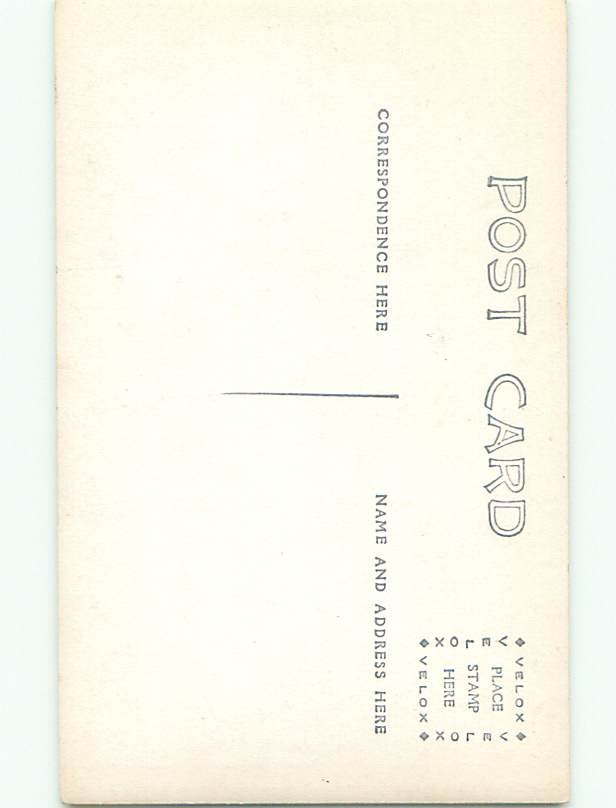 POST CARD
CORRESPONDENCE HERE
NAME AND ADDRESS HERE
VELOX
V PLACE V
E STAMP E
L HERE L
O O
X X
VELOX